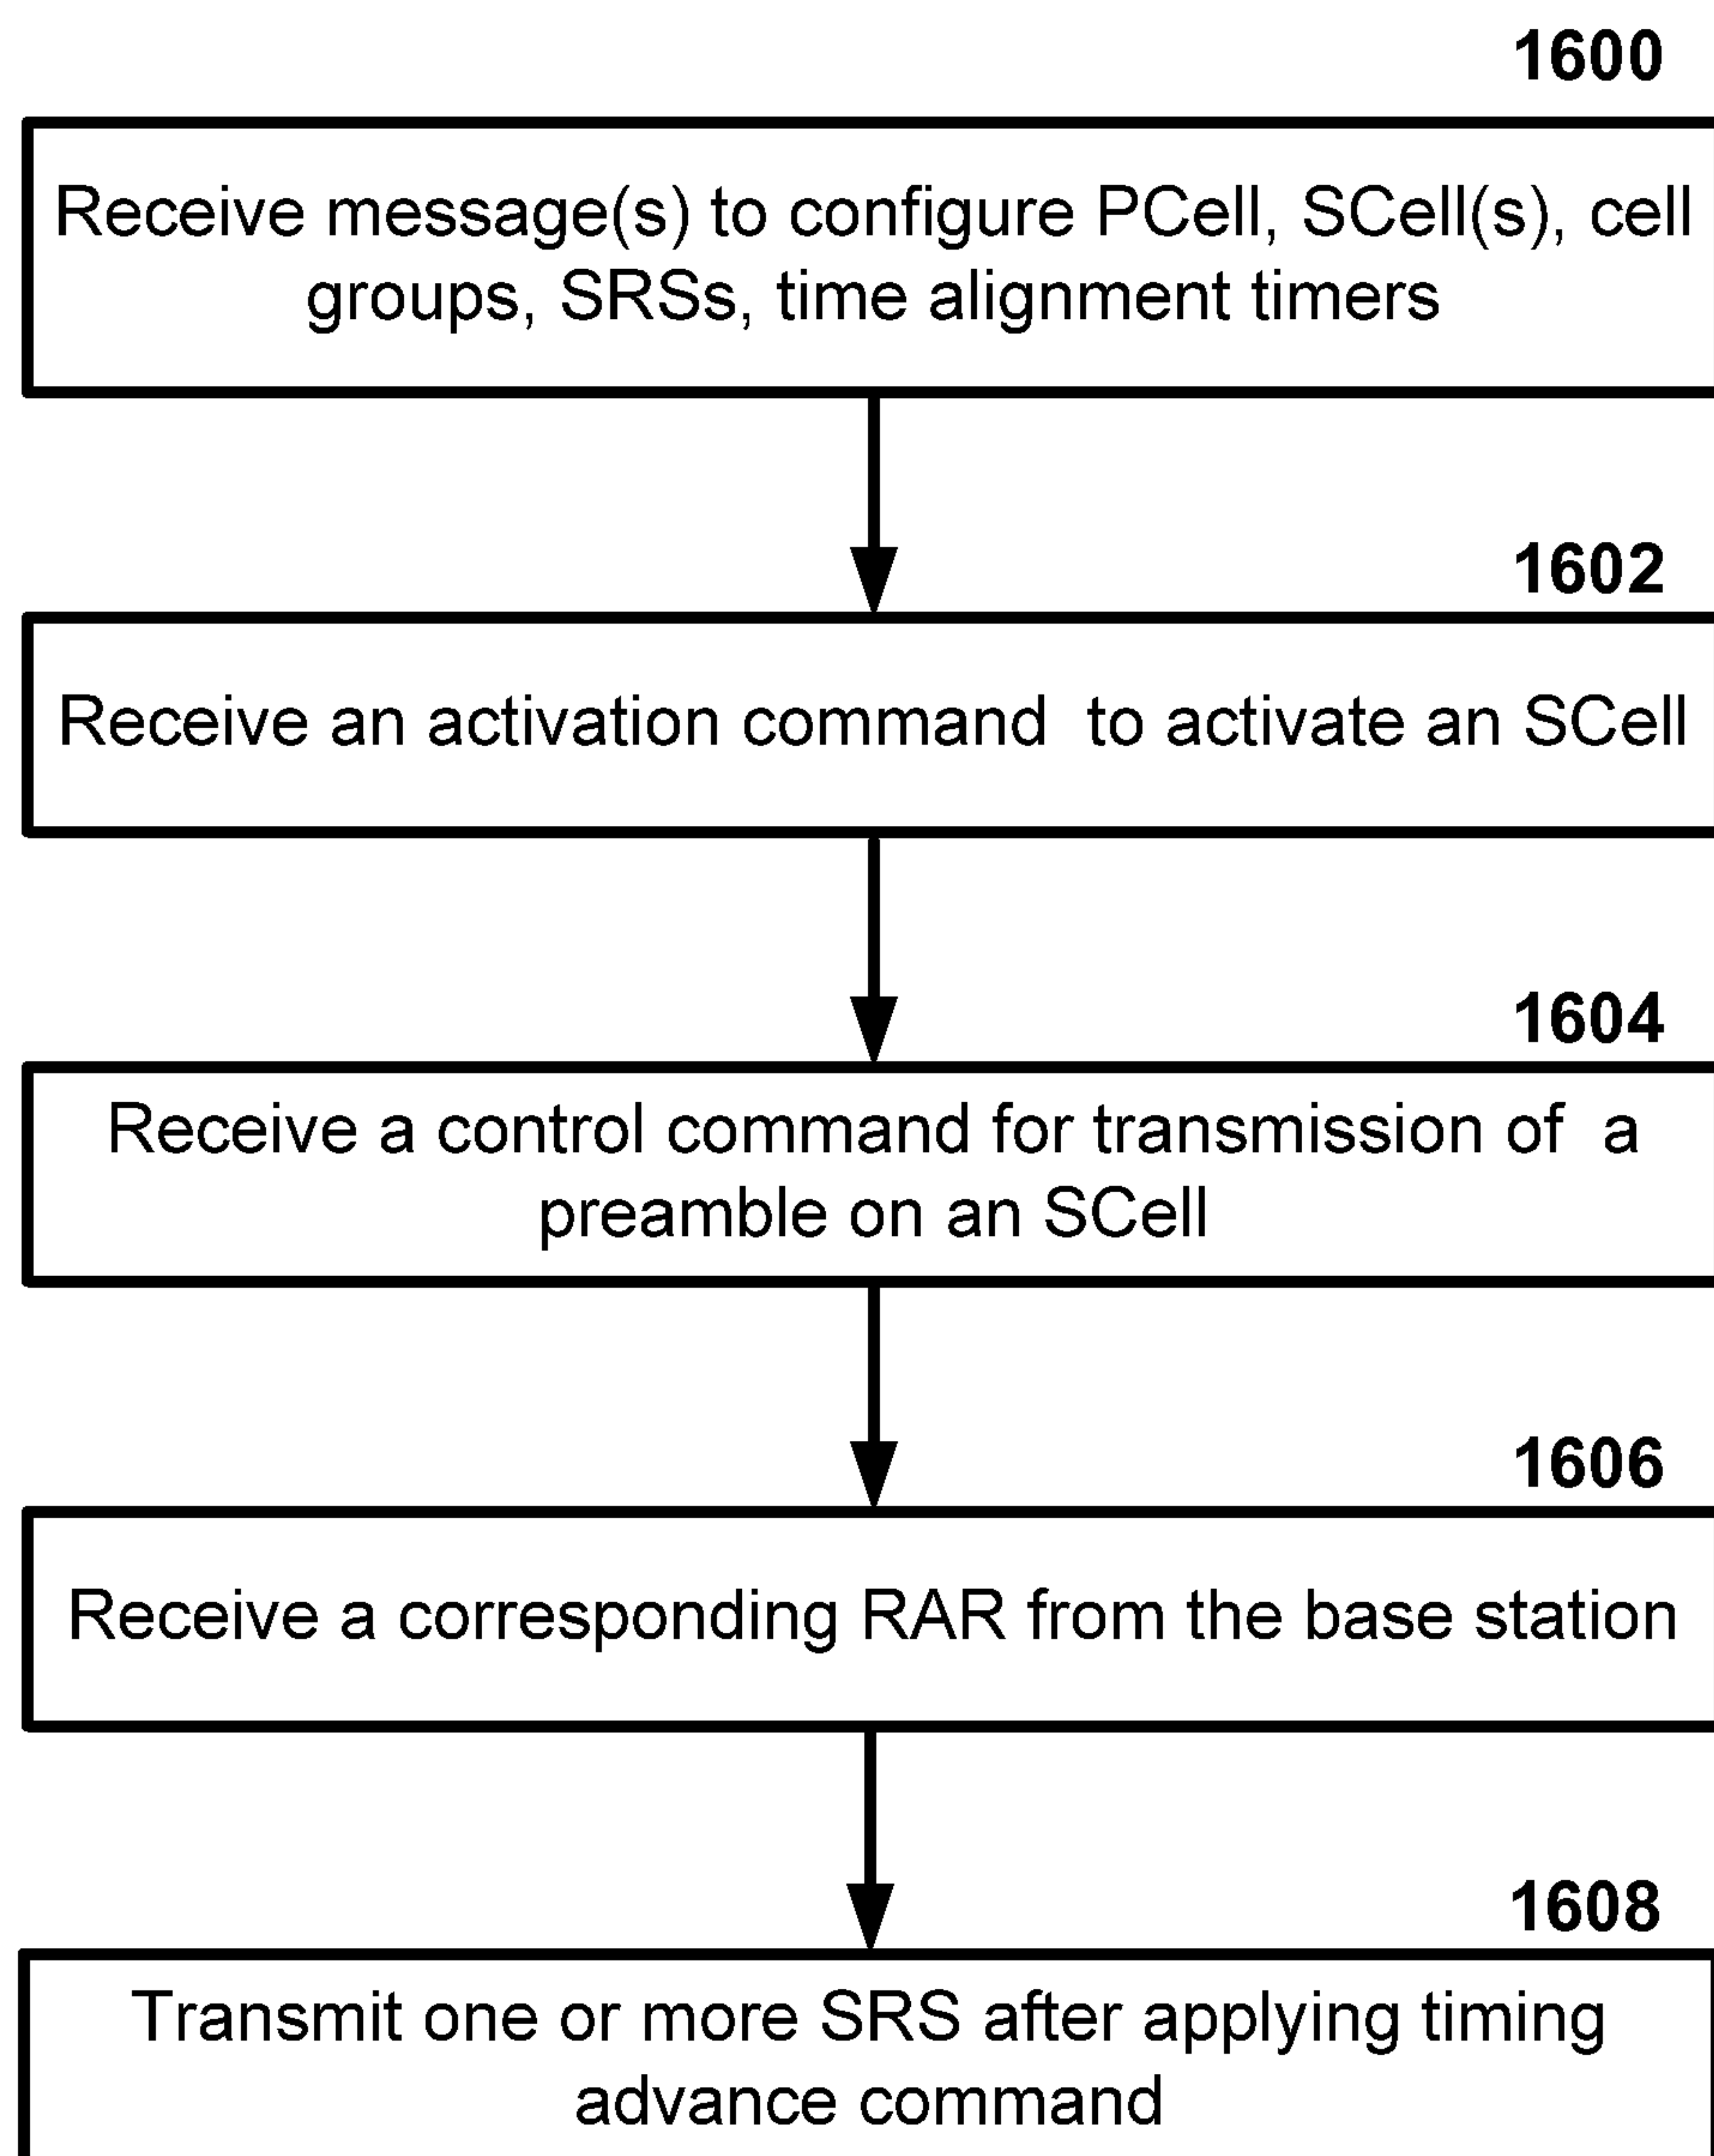 1600
Receive message(s) to configure PCell, SCell(s), cell
groups, SRSs, time alignment timers
1602
Receive an activation command to activate an SCell
1604
Receive a control command for transmission of a
preamble on an SCell
1606
Receive a corresponding RAR from the base station
1608
Transmit one or more SRS after applying timing
advance command